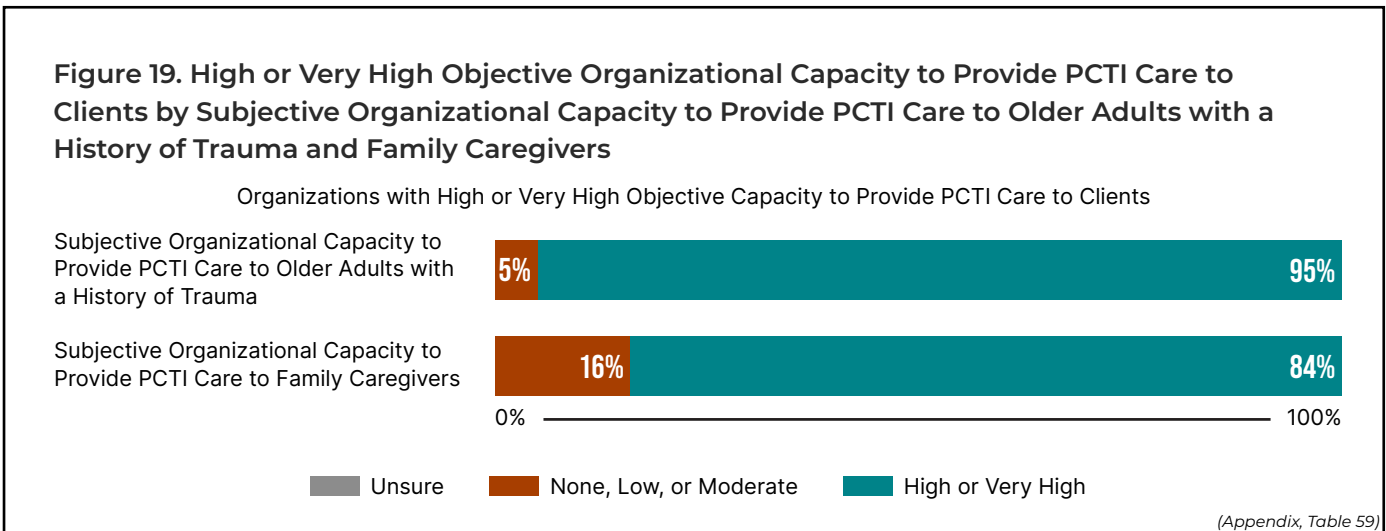 Figure 19. High or Very High Objective Organizational Capacity to Provide PCTI Care to
Clients by Subjective Organizational Capacity to Provide PCTI Care to Older Adults with a
History of Trauma and Family Caregivers
Organizations with High or Very High Objective Capacity to Provide PCTI Care to Clients
Subjective Organizational Capacity to
Provide PCTI Care to Older Adults with
a History of Trauma
5%
95%
Subjective Organizational Capacity to
Provide PCTI Care to Family Caregivers
16%
84%
0%
100%
Unsure
None, Low, or Moderate
High or Very High
(Appendix, Table 59)